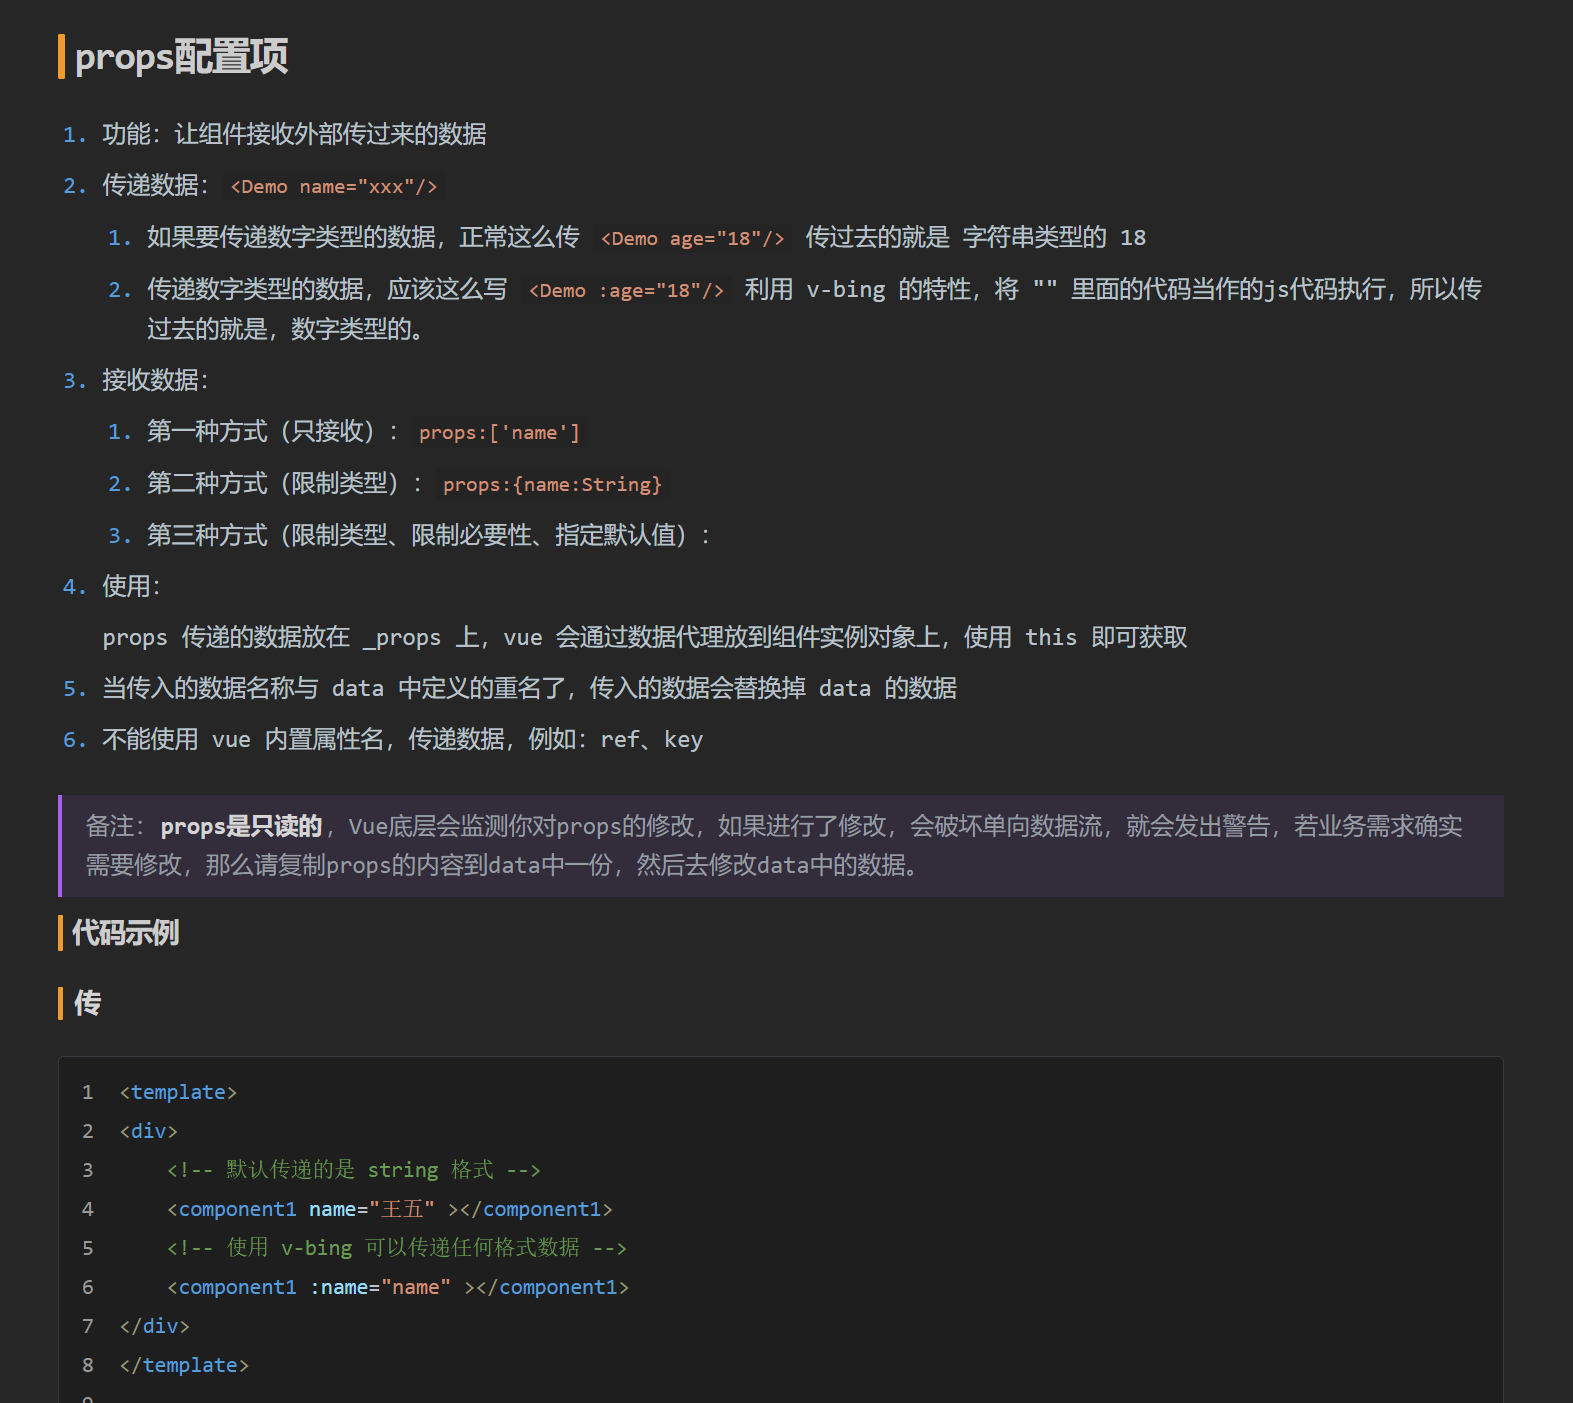 props配置项
1. 功能：让组件接收外部传过来的数据
2. 传递数据： <Demo name="xxx"/>
1. 如果要传递数字类型的数据，正常这么传 <Demo age="18"/> 传过去的就是 字符串类型的 18
2. 传递数字类型的数据，应该这么写 <Demo :age="18"/> 利用 v-bing 的特性，将 "" 里面的代码当作的js代码执行，所以传
过去的就是，数字类型的。
3. 接收数据：
1. 第一种方式（只接收）： props:['name']
2. 第二种方式（限制类型）： props:{name:String}
3. 第三种方式（限制类型、限制必要性、指定默认值）：
4. 使用：
props 传递的数据放在 _props 上，vue 会通过数据代理放到组件实例对象上，使用 this 即可获取
5. 当传入的数据名称与 data 中定义的重名了，传入的数据会替换掉 data 的数据
6. 不能使用 vue 内置属性名，传递数据，例如：ref、key
备注：props是只读的，Vue底层会监测你对props的修改，如果进行了修改，会破坏单向数据流，就会发出警告，若业务需求确实
需要修改，那么请复制props的内容到data中一份，然后去修改data中的数据。
代码示例
传
1 <template>
2 <div>
3 <!-- 默认传递的是 string 格式 -->
4 <component1 name="王五" ></component1>
5 <!-- 使用 v-bing 可以传递任何格式数据 -->
6 <component1 :name="name" ></component1>
7 </div>
8 </template>